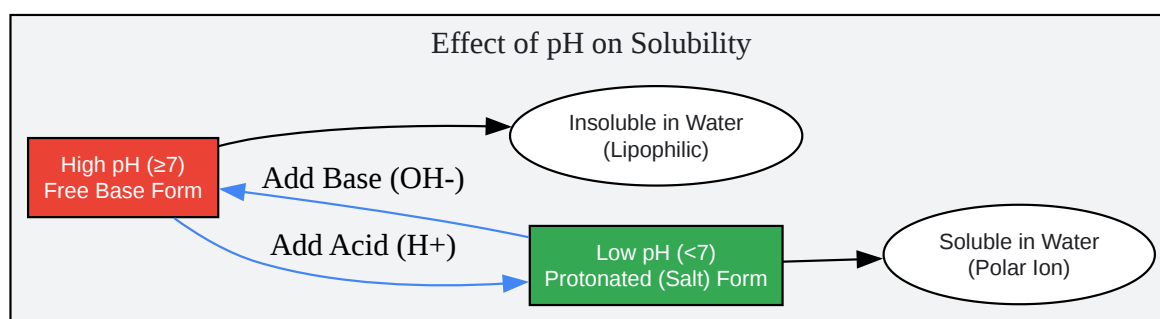 Effect of pH on Solubility
Insoluble in Water
(Lipophilic)
High pH (≥7)
Free Base Form
Add Base (OH-)
Add Acid (H+)
Low pH (<7)
Protonated (Salt) Form
Soluble in Water
(Polar Ion)